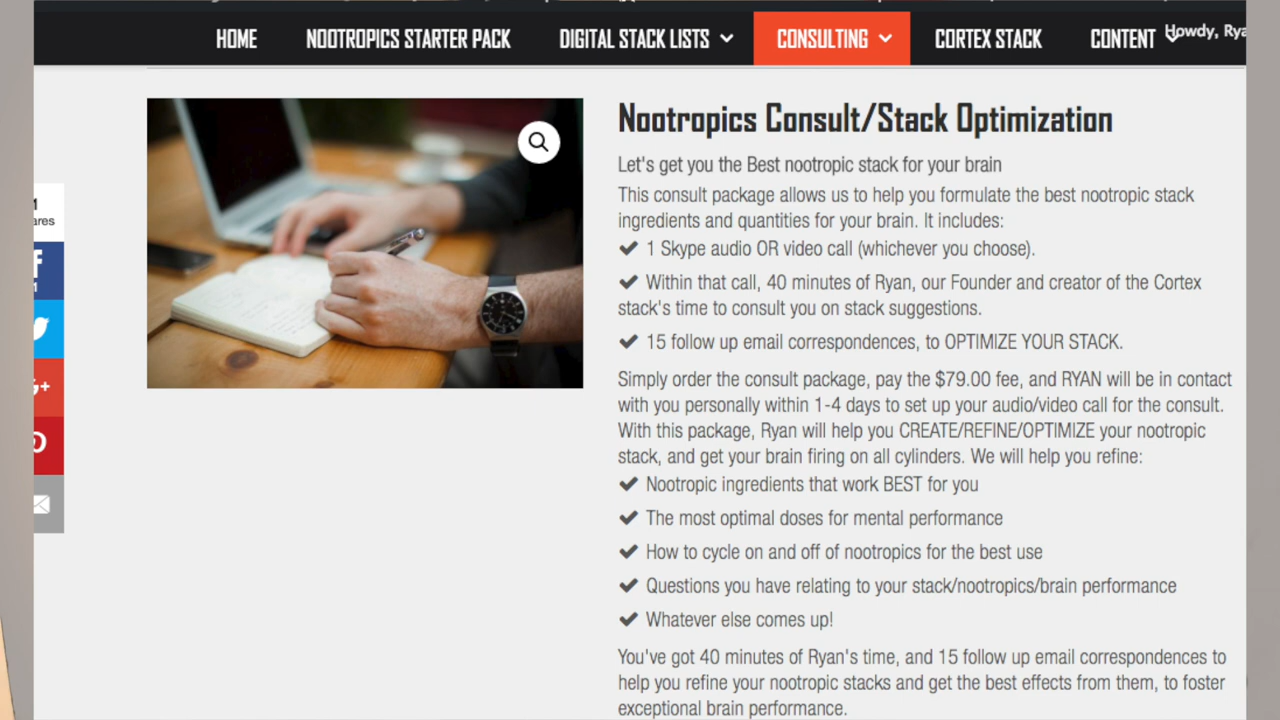 HOME NOOTROPICS STARTER PACK DIGITAL STACK LISTS CONSULTING CORTEX STACK CONTENT Howdy,
Nootropics Consult/Stack Optimization
Let's get you the Best nootropic stack for your brain
This consult package allows us to help you formulate the best nootropic stack
ingredients and quantities for your brain. It includes:
1 Skype audio OR video call (whichever you choose).
Within that call, 40 minutes of Ryan, our Founder and creator of the Cortex
stack's time to consult you on stack suggestions.
15 follow up email correspondences, to OPTIMIZE YOUR STACK.
Simply order the consult package, pay the $79.00 fee, and RYAN will be in contact
with you personally within 1-4 days to set up your audio/video call for the consult.
With this package, Ryan will help you CREATE/REFINE/OPTIMIZE your nootropic
stack, and get your brain firing on all cylinders. We will help you refine:
Nootropic ingredients that work BEST for you
The most optimal doses for mental performance
How to cycle on and off of nootropics for the best use
Questions you have relating to your stack/nootropics/brain performance
Whatever else comes up!
You've got 40 minutes of Ryan's time, and 15 follow up email correspondences to
help you refine your nootropic stacks and get the best effects from them, to foster
exceptional brain performance.